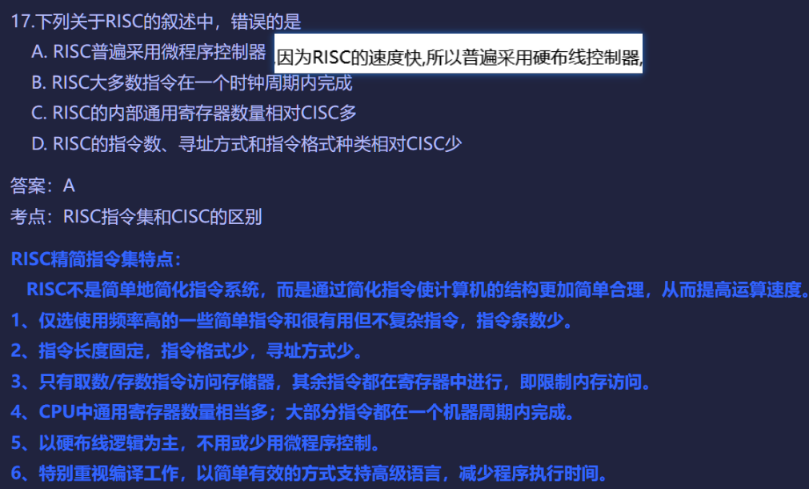 17.下列关于RISC的叙述中，错误的是
A. RISC普遍采用微程序控制器
因为RISC的速度快,所以普遍采用硬布线控制器,
B. RISC大多数指令在一个时钟周期内完成
C. RISC的内部通用寄存器数量相对CISC多
D. RISC的指令数、寻址方式和指令格式种类相对CISC少
答案：A
考点：RISC指令集和CISC的区别
RISC精简指令集特点：
RISC不是简单地简化指令系统，而是通过简化指令使计算机的结构更加简单合理，从而提高运算速度。
1、仅选使用频率高的一些简单指令和很有用但不复杂指令，指令条数少。
2、指令长度固定，指令格式少，寻址方式少。
3、只有取数/存数指令访问存储器，其余指令都在寄存器中进行，即限制内存访问。
4、CPU中通用寄存器数量相当多；大部分指令都在一个机器周期内完成。
5、以硬布线逻辑为主，不用或少用微程序控制。
6、特别重视编译工作，以简单有效的方式支持高级语言，减少程序执行时间。